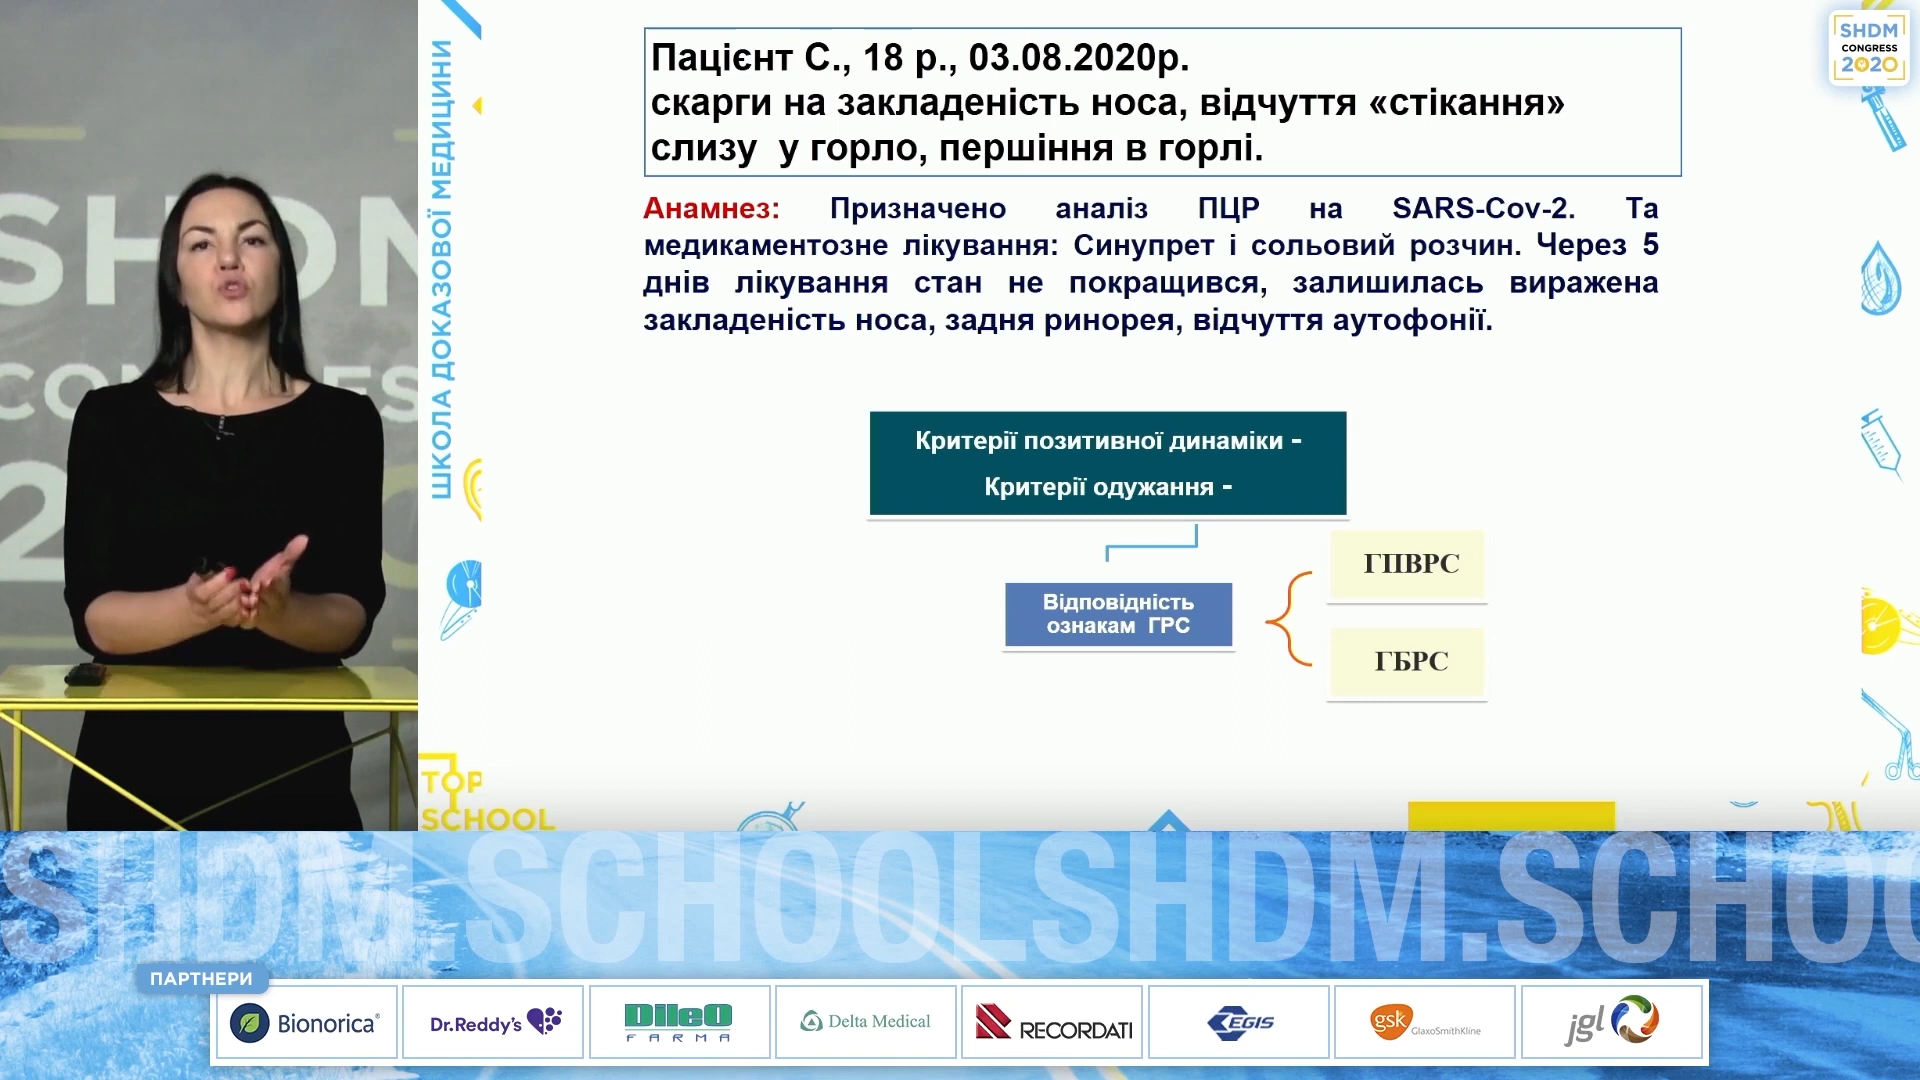 SHDM
CONGRESS
2020
ШКОЛА ДОКАЗОВОЇ МЕДИЦИНИ
Пацієнт С., 18 р., 03.08.2020р.
скарги на закладеність носа, відчуття «стікання»
слизу у горло, першіння в горлі.
Анамнез: Призначено аналіз ПЦР на SARS-Cov-2. Та
медикаментозне лікування: Синупрет і сольовий розчин. Через 5
днів лікування стан не покращився, залишилась виражена
закладеність носа, задня ринорея, відчуття аутофонії.
Критерії позитивної динаміки -
Критерії одужання -
Відповідність
ознакам ГРС
ГПВРС
ГБРС
TOP
SCHOOL
SHDM.SCHOOLSHDM.SCHOO
ПАРТНЕРИ
Bionorica®
Dr.Reddy's
DileO
FARMA
Delta Medical
RECORDATI
EGIS
gsk
GlaxoSmithKline
jgl